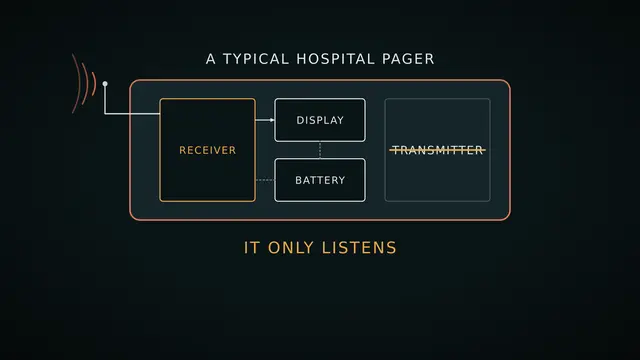 A TYPICAL HOSPITAL PAGER
RECEIVER
DISPLAY
BATTERY
TRANSMITTER
IT ONLY LISTENS